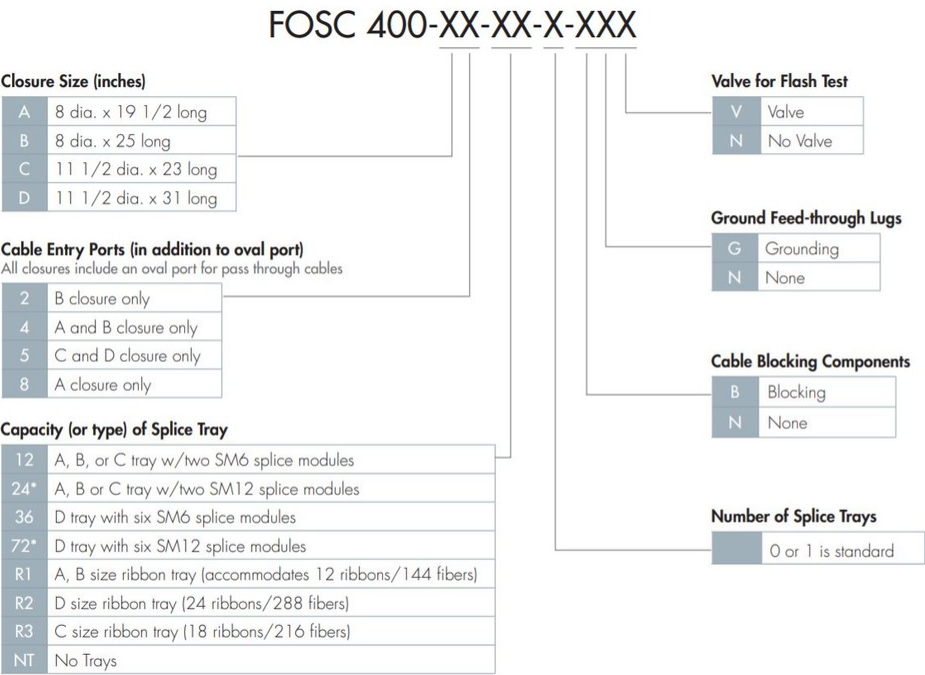 FOSC 400-XX-XX-X-XXX
Closure Size (inches)
A 8 dia. x 19 1/2 long
B 8 dia. x 25 long
C 11 1/2 dia. x 23 long
D 11 1/2 dia. x 31 long
Cable Entry Ports (in addition to oval port)
All closures include an oval port for pass through cables
2 B closure only
4 A and B closure only
5 C and D closure only
8 A closure only
Capacity (or type) of Splice Tray
12 A, B, or C tray w/two SM6 splice modules
24* A, B or C tray w/two SM12 splice modules
36 D tray with six SM6 splice modules
72* D tray with six SM12 splice modules
R1 A, B size ribbon tray (accommodates 12 ribbons/144 fibers)
R2 D size ribbon tray (24 ribbons/288 fibers)
R3 C size ribbon tray (18 ribbons/216 fibers)
NT No Trays
Valve for Flash Test
V Valve
N No Valve
Ground Feed-through Lugs
G Grounding
N None
Cable Blocking Components
B Blocking
N None
Number of Splice Trays
0 or 1 is standard